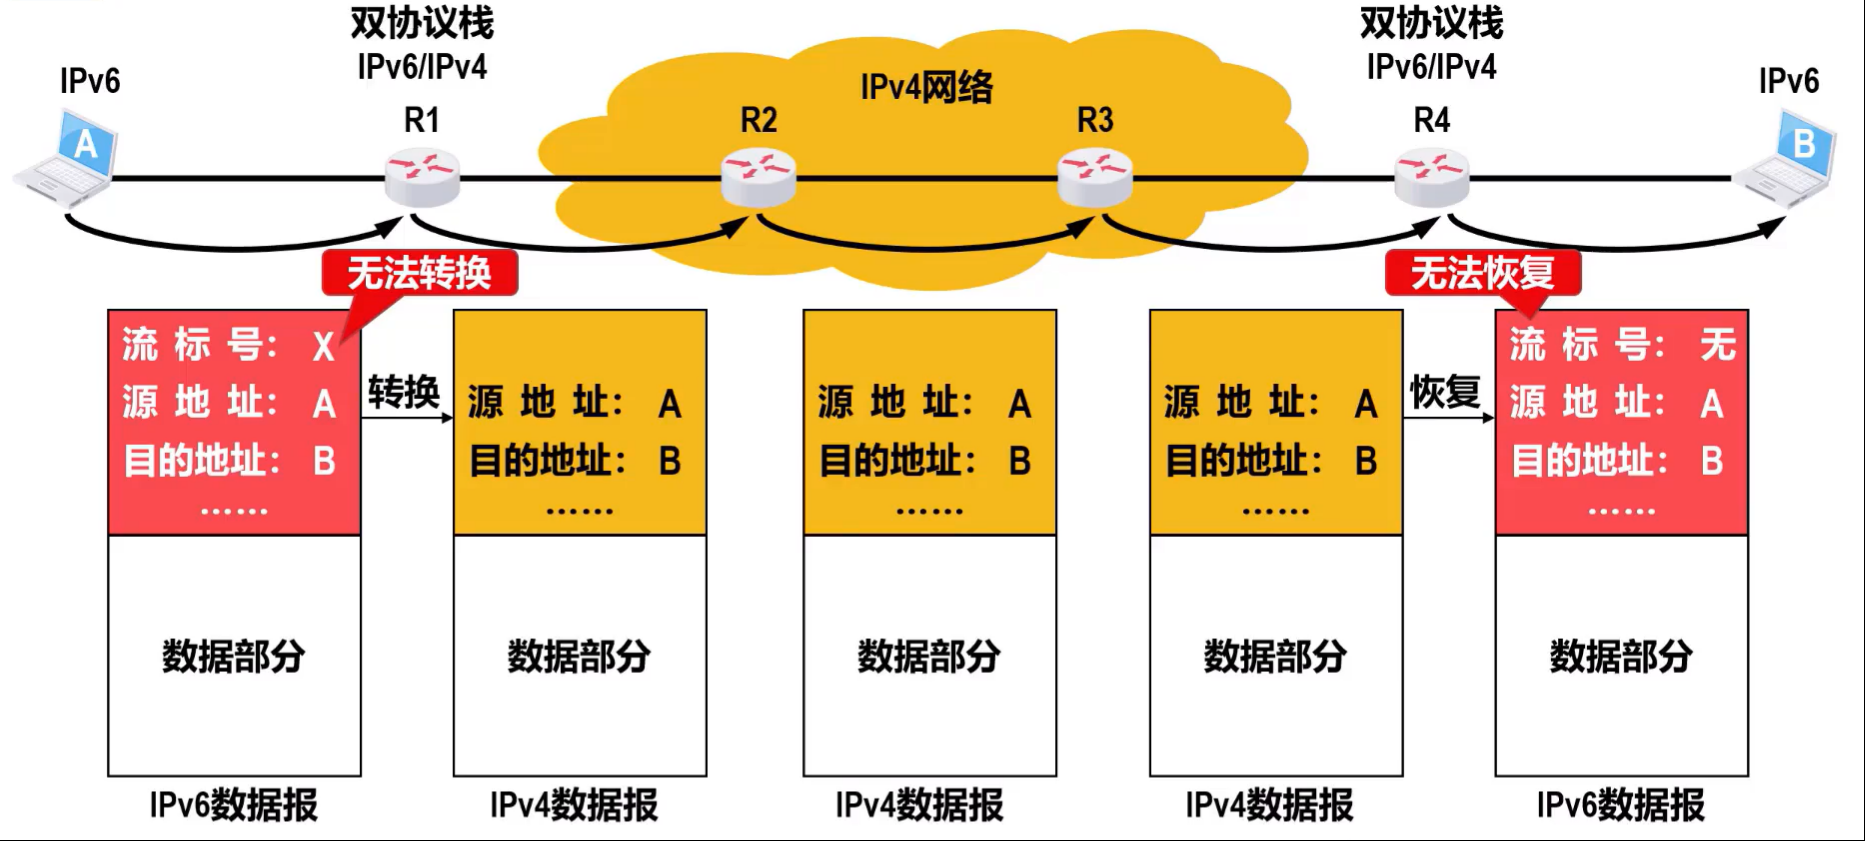 双协议栈
IPv6/IPv4
双协议栈
IPv6/IPv4
IPv6
IPv4网络
IPv6
R1
R2
R3
R4
A
B
无法转换
无法恢复
流标号：X
源地址：A
目的地址：B
……
数据部分
IPv6数据报
转换
源地址：A
目的地址：B
……
数据部分
IPv4数据报
源地址：A
目的地址：B
……
数据部分
IPv4数据报
源地址：A
目的地址：B
……
数据部分
IPv4数据报
恢复
流标号：无
源地址：A
目的地址：B
……
数据部分
IPv6数据报